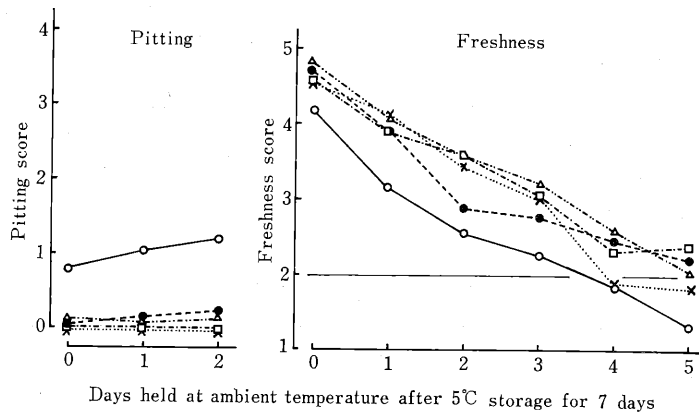 Pitting
Freshness
Pitting score
4
3
2
1
0
0 1 2
Freshness score
5
4
3
2
1
0 1 2 3 4 5
Days held at ambient temperature after 5℃ storage for 7 days